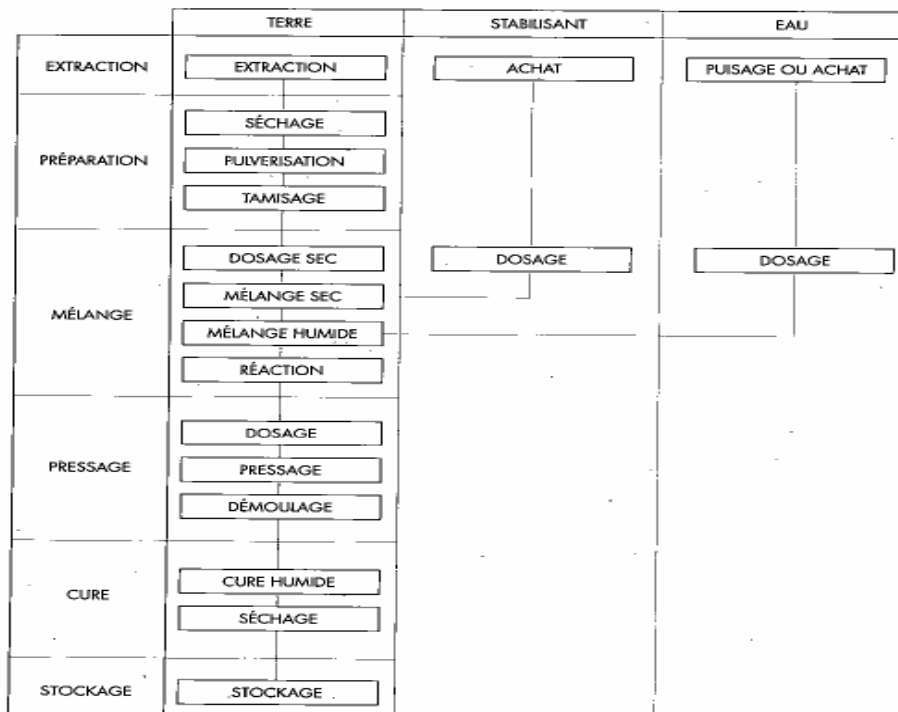 TERRE STABILISANT EAU
EXTRACTION EXTRACTION ACHAT PUISAGE OU ACHAT
SÉCHAGE
PRÉPARATION PULVERISATION
TAMISAGE
DOSAGE SEC DOSAGE DOSAGE
MÉLANGE SEC
MÉLANGE
MÉLANGE HUMIDE
RÉACTION
DOSAGE
PRESSAGE PRESSAGE
DÉMOULAGE
CURE HUMIDE
CURE
SÉCHAGE
STOCKAGE STOCKAGE